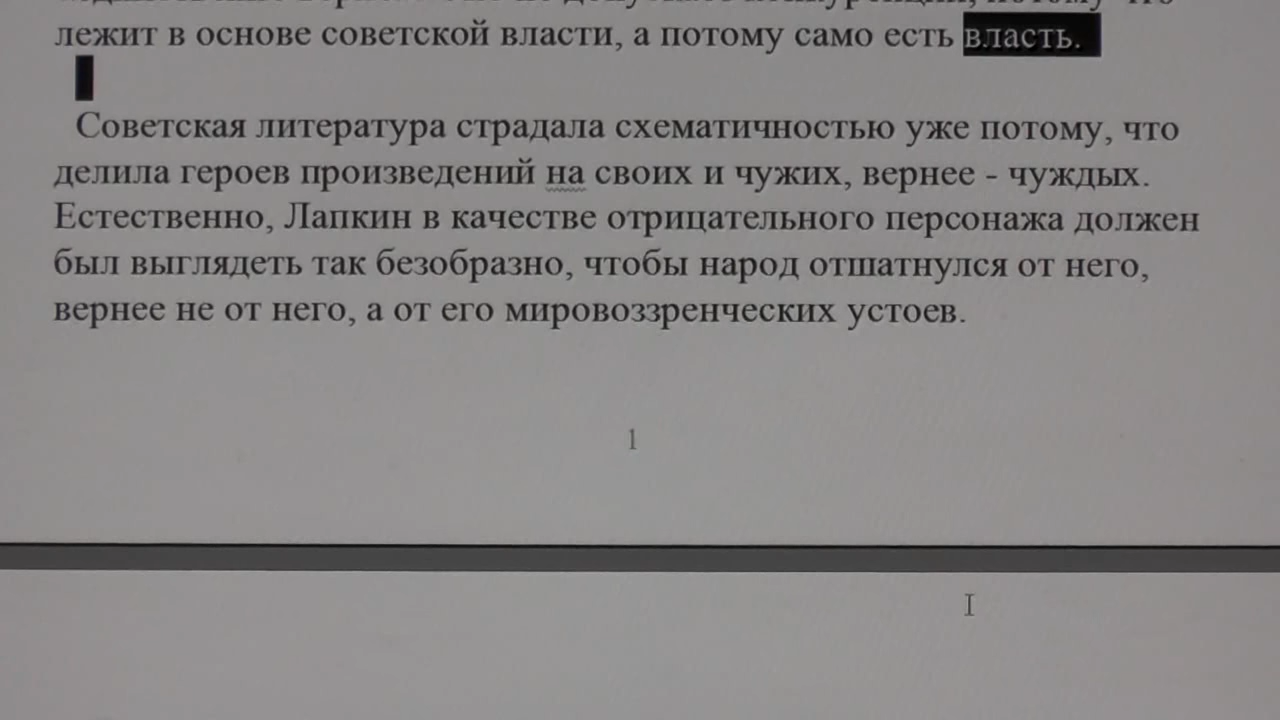 лежит в основе советской власти, а потому само есть власть.
Советская литература страдала схематичностью уже потому, что
делила героев произведений на своих и чужих, вернее - чуждых.
Естественно, Лапкин в качестве отрицательного персонажа должен
был выглядеть так безобразно, чтобы народ отшатнулся от него,
вернее не от него, а от его мировоззренческих устоев.
1